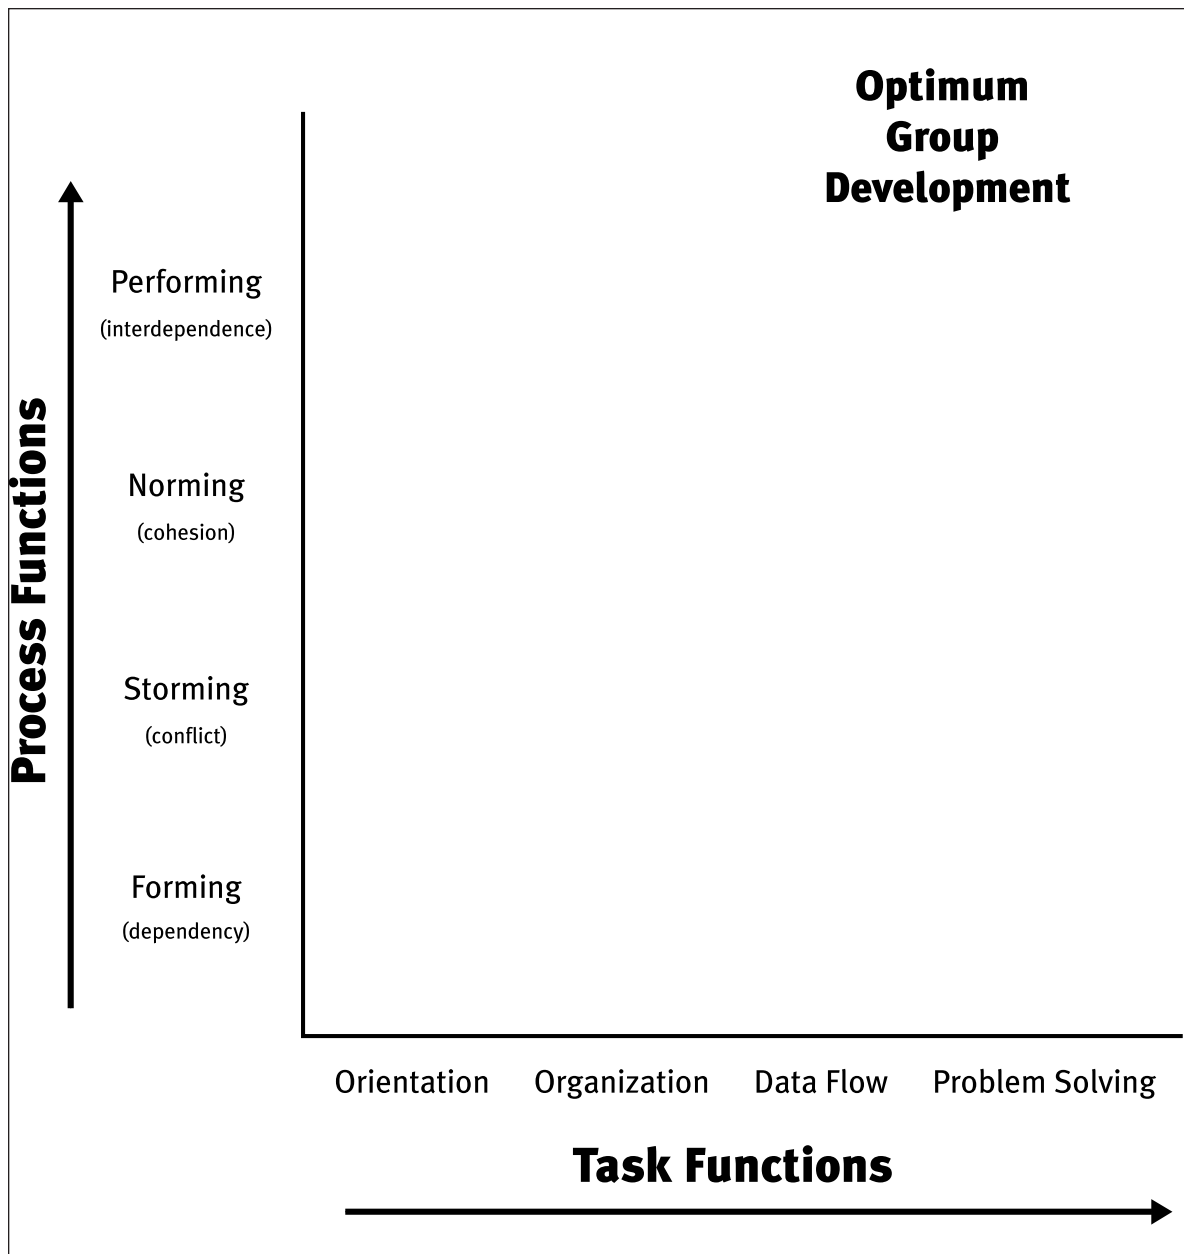 Optimum
Group
Development
Process Functions
Performing
(interdependence)
Norming
(cohesion)
Storming
(conflict)
Forming
(dependency)
Orientation Organization Data Flow Problem Solving
Task Functions